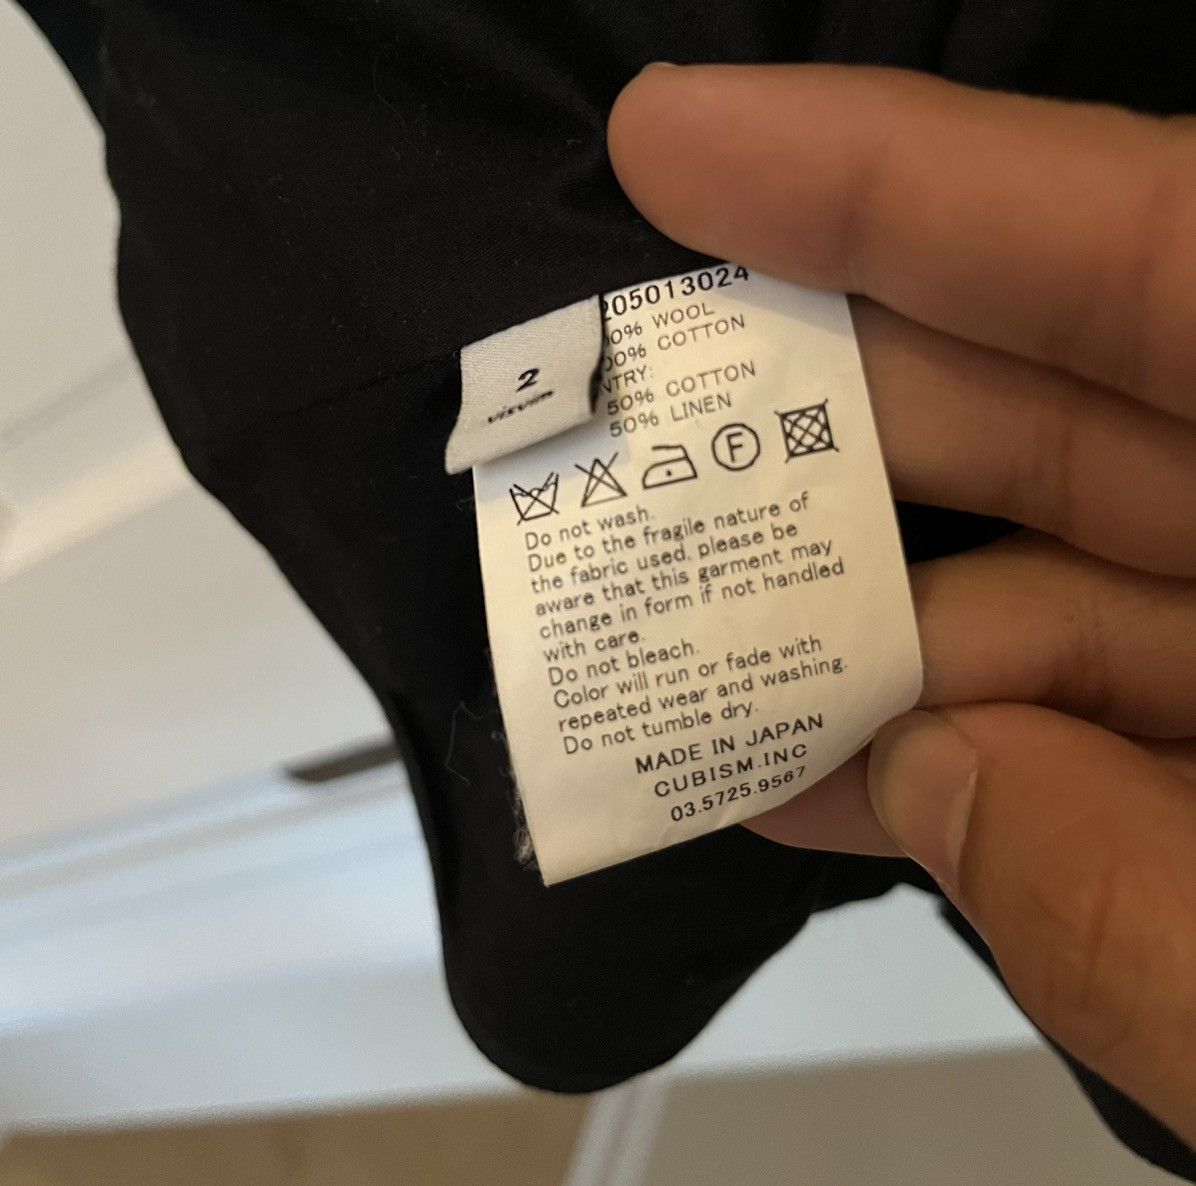 2
visvim
205013024
WOOL
COTTON
50% COTTON
50% LINEN
F
Do not wash.
Due to the fragile nature of
the fabric used, please be
aware that this garment may
change in form if not handled
with care.
Do not bleach.
Color will run or fade with
repeated wear and washing.
Do not tumble dry.
MADE IN JAPAN
CUBISM.INC
03.5725.9567